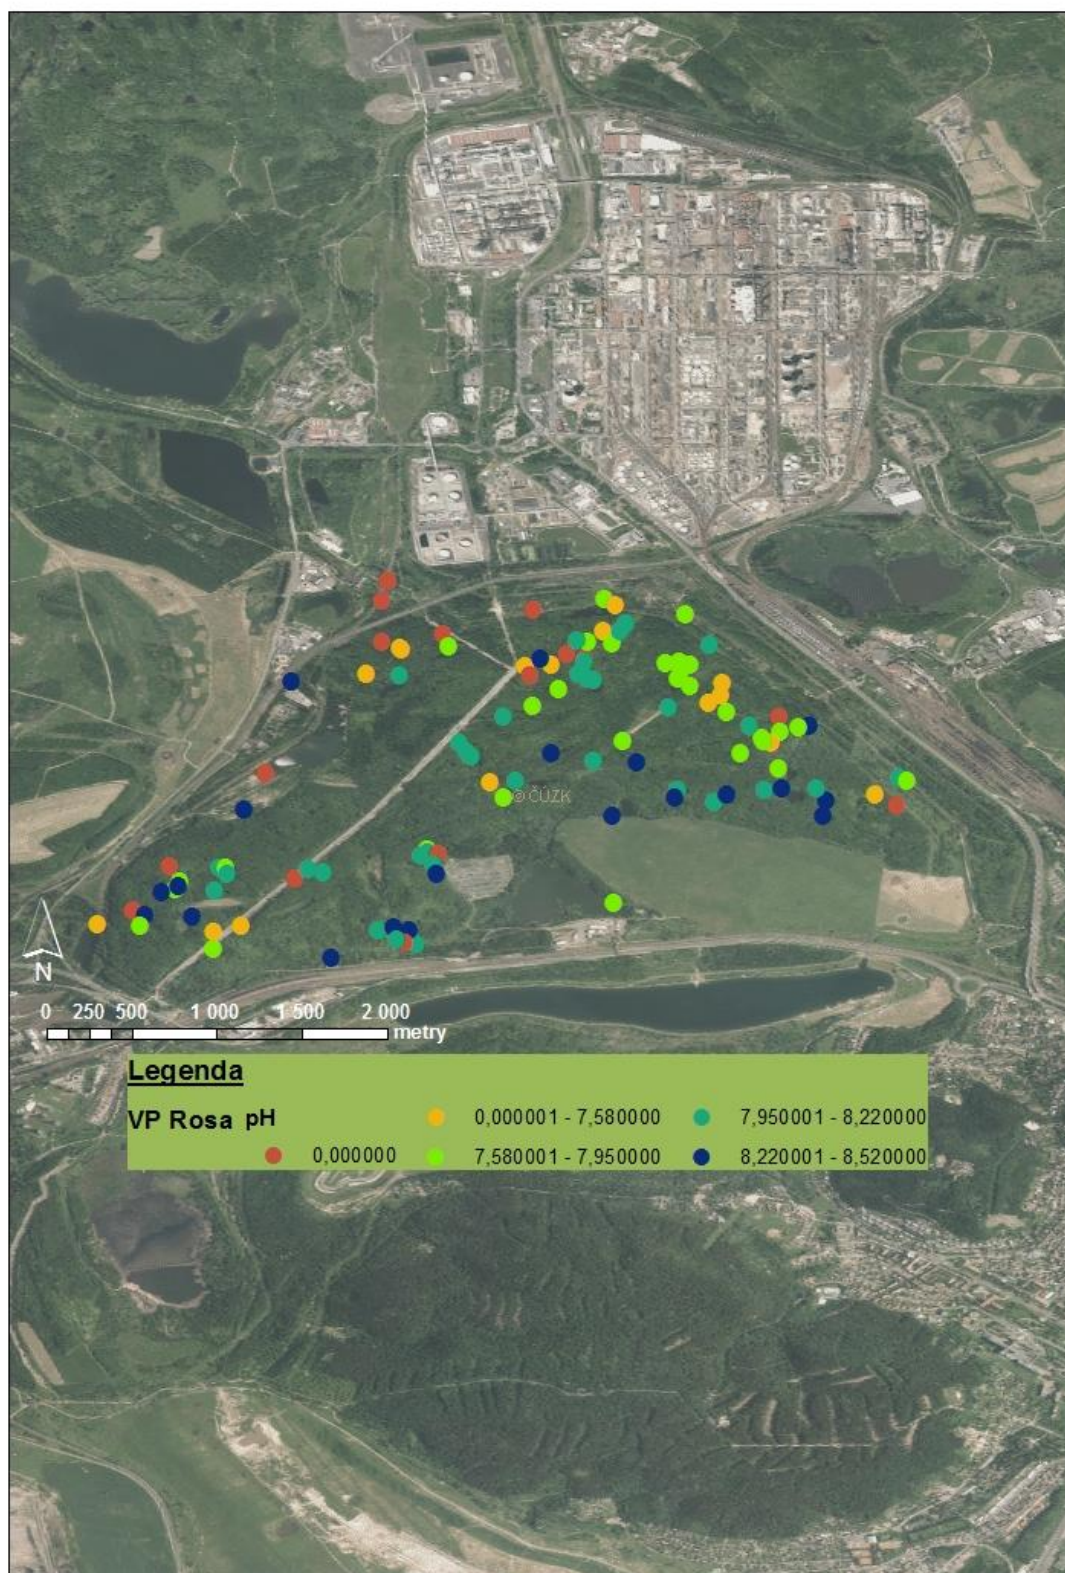 © ČÚZK
N
0 250 500 1 000 1 500 2 000
metry
Legenda
VP Rosa pH
0,000001 - 7,580000
7,950001 - 8,220000
0,000000
7,580001 - 7,950000
8,220001 - 8,520000